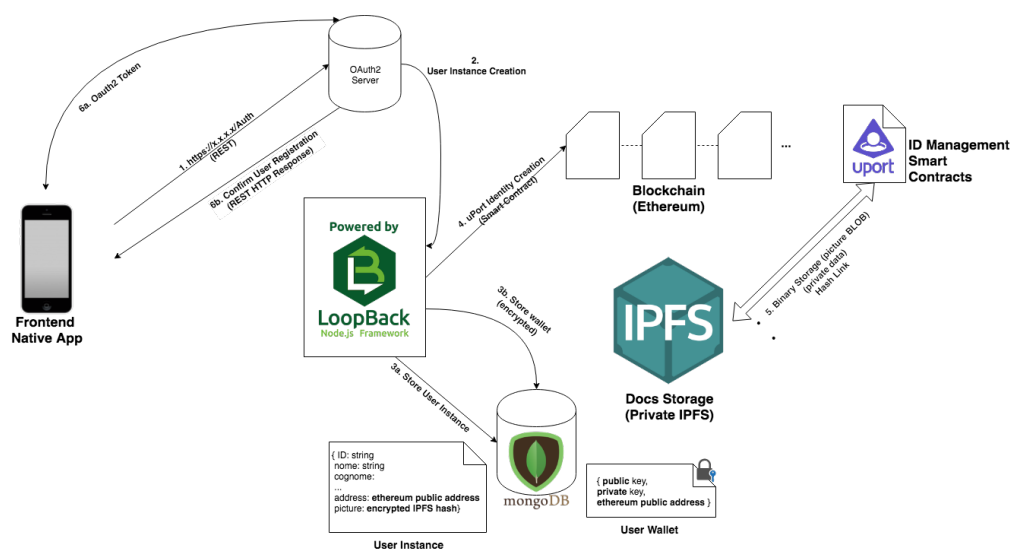 2.
User Instance Creation
OAuth2
Server
6a. Oauth2 Token
1. https://x.x.x.x/Auth
(REST)
6b. Confirm User Registration
(REST HTTP Response)
4. uPort Identity Creation
(Smart Contract)
...
Blockchain
(Ethereum)
uport
ID Management
Smart
Contracts
Powered by
LB
LoopBack
Node.js Framework
Frontend
Native App
3b. Store wallet
(encrypted)
IPFS
5. Binary Storage (picture BLOB)
(private data)
Hash Link
Docs Storage
(Private IPFS)
3a. Store User Instance
mongoDB
{ ID: string
nome: string
cognome:
...
address: ethereum public address
picture: encrypted IPFS hash}
User Instance
{ public key,
private key,
ethereum public address }
User Wallet